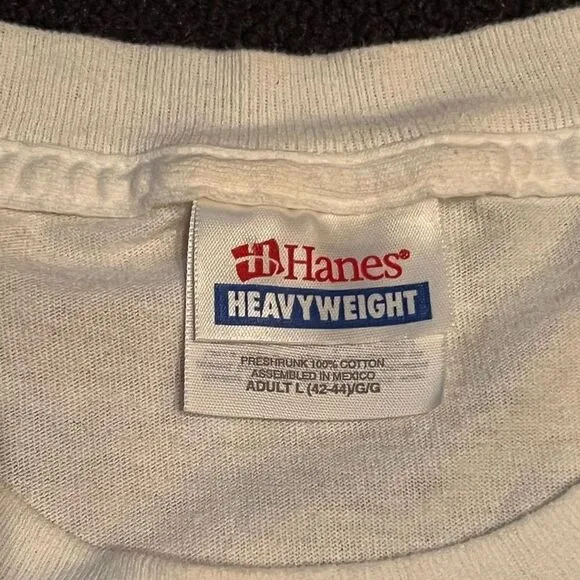 Hanes®
HEAVYWEIGHT
PRESHRUNK 100% COTTON
ASSEMBLED IN MEXICO
ADULT L (42-44)/G/G